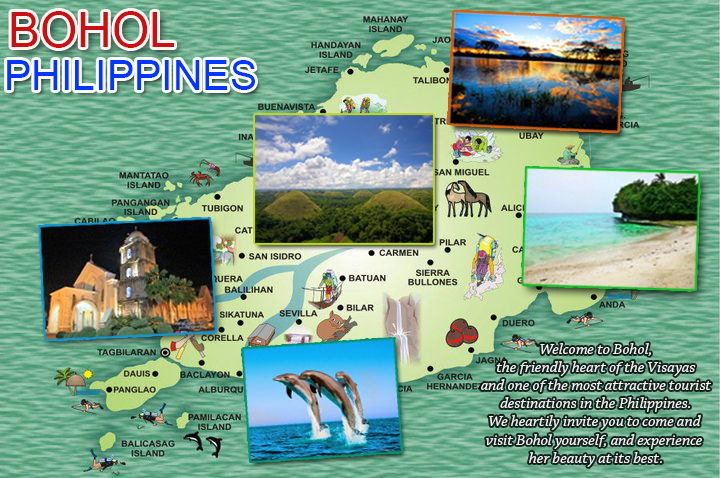 BOHOL
PHILIPPINES
MAHANAY
ISLAND
HANDAYAN
ISLAND
JETAFE
JAO
TALIBON
BUENAVISTA
INA
TR
UBAY
RCIA
MANTATAO
ISLAND
PANGANGAN
ISLAND
CABILAO
TUBIGON
CAT
SAN ISIDRO
SAN MIGUEL
ALIC
PILAR
CARMEN
CA
SIERRA
BULLONES
BATUAN
UERA
BALILIHAN
G
ANDA
SIKATUNA
SEVILLA
BILAR
CORELLA
DUERO
TAGBILARAN
JAGN
DAUIS
BACLAYON
PANGLAO
ALBURQU
CIA
GARCIA
HERNANDE
PAMILACAN
ISLAND
BALICASAG
ISLAND
Welcome to Bohol,
the friendly heart of the Visayas
and one of the most attractive tourist
destinations in the Philippines.
We heartily invite you to come and
visit Bohol yourself, and experience
her beauty at its best.